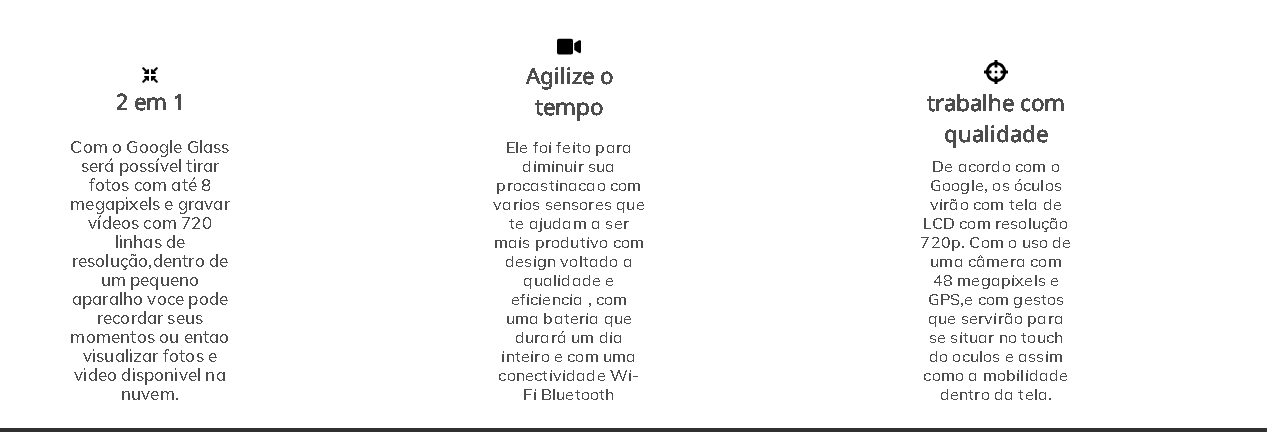 2 em 1
Com o Google Glass
será possível tirar
fotos com até 8
megapixels e gravar
vídeos com 720
linhas de
resolução,dentro de
um pequeno
aparalho voce pode
recordar seus
momentos ou entao
visualizar fotos e
video disponivel na
nuvem.
Agilize o
tempo
Ele foi feito para
diminuir sua
procastinacao com
varios sensores que
te ajudam a ser
mais produtivo com
design voltado a
qualidade e
eficiencia , com
uma bateria que
durará um dia
inteiro e com uma
conectividade Wi-
Fi Bluetooth
trabalhe com
qualidade
De acordo com o
Google, os óculos
virão com tela de
LCD com resolução
720p. Com o uso de
uma câmera com
48 megapixels e
GPS,e com gestos
que servirão para
se situar no touch
do oculos e assim
como a mobilidade
dentro da tela.